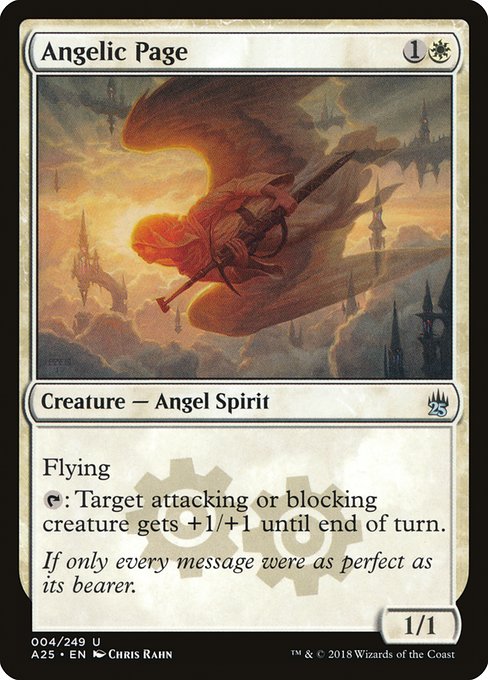 Angelic Page 1
Creature — Angel Spirit
25
Flying
: Target attacking or blocking
creature gets +1/+1 until end of turn.
If only every message were as perfect as
its bearer.
1/1
004/249 U
A25 • EN Chris Rahn
™ & © 2018 Wizards of the Coast